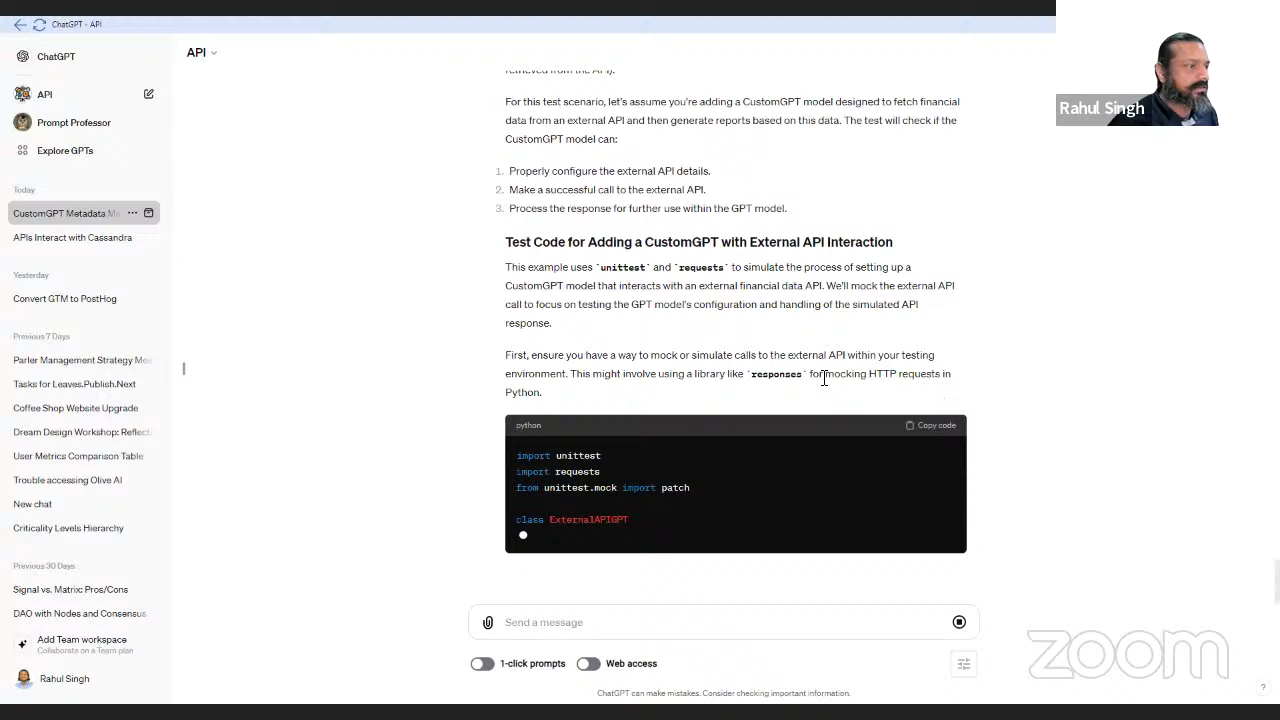 ChatGPT - API
ChatGPT
API
Prompt Professor
Explore GPTs
Today
CustomGPT Metadata Me
APIs Interact with Cassandra
Yesterday
Convert GTM to PostHog
Previous 7 Days
Parler Management Strategy Mee
Tasks for Leaves.Publish.Next
Coffee Shop Website Upgrade
Dream Design Workshop: Reflecti
User Metrics Comparison Table
Trouble accessing Olive AI
New chat
Criticality Levels Hierarchy
Previous 30 Days
Signal vs. Matrix: Pros/Cons
DAO with Nodes and Consensus
Add Team workspace
Collaborate on a Team plan
Rahul Singh
API
retrieved from the API).
For this test scenario, let's assume you're adding a CustomGPT model designed to fetch financial
data from an external API and then generate reports based on this data. The test will check if the
CustomGPT model can:
1. Properly configure the external API details.
2. Make a successful call to the external API.
3. Process the response for further use within the GPT model.
Test Code for Adding a CustomGPT with External API Interaction
This example uses `unittest` and `requests` to simulate the process of setting up a
CustomGPT model that interacts with an external financial data API. We'll mock the external API
call to focus on testing the GPT model's configuration and handling of the simulated API
response.
First, ensure you have a way to mock or simulate calls to the external API within your testing
environment. This might involve using a library like `responses` for mocking HTTP requests in
Python.
python
Copy code
import unittest
import requests
from unittest.mock import patch
class ExternalAPIGPT
Send a message
1-click prompts
Web access
ChatGPT can make mistakes. Consider checking important information.
Rahul Singh
zoom
?